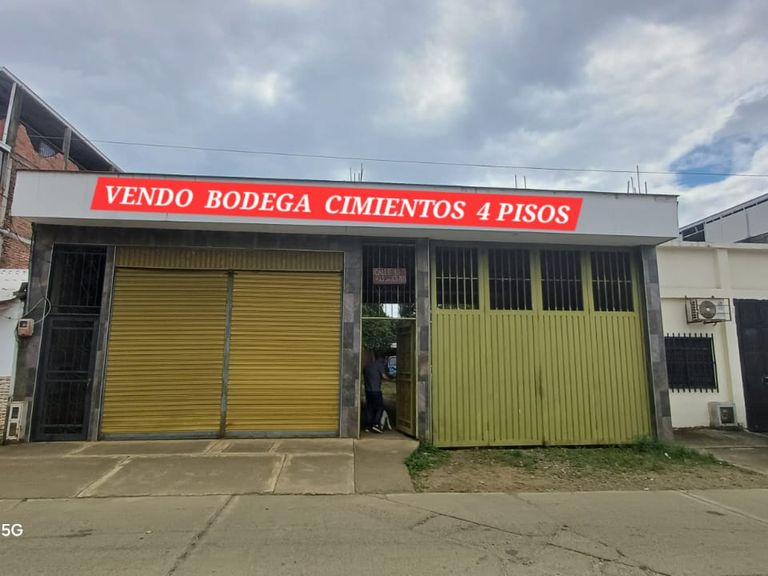 VENDO BODEGA CIMIENTOS 4 PISOS
5G